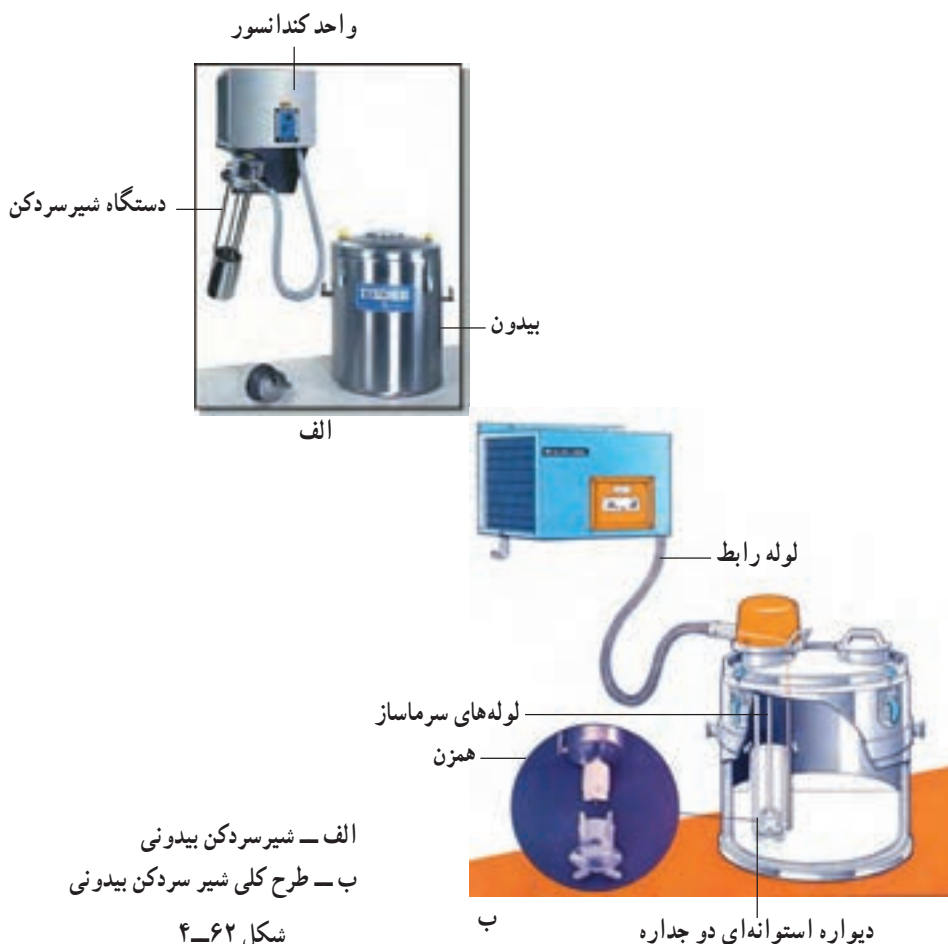 واحد کندانسور
دستگاه شیرسردکن
بیدون
الف
لوله رابط
لوله‌های سرماساز
همزن
دیواره استوانه‌ای دو جداره
ب
الف ــ شیرسردکن بیدونی
ب ــ طرح کلی شیر سردکن بیدونی
شکل ۶۲ــ۴